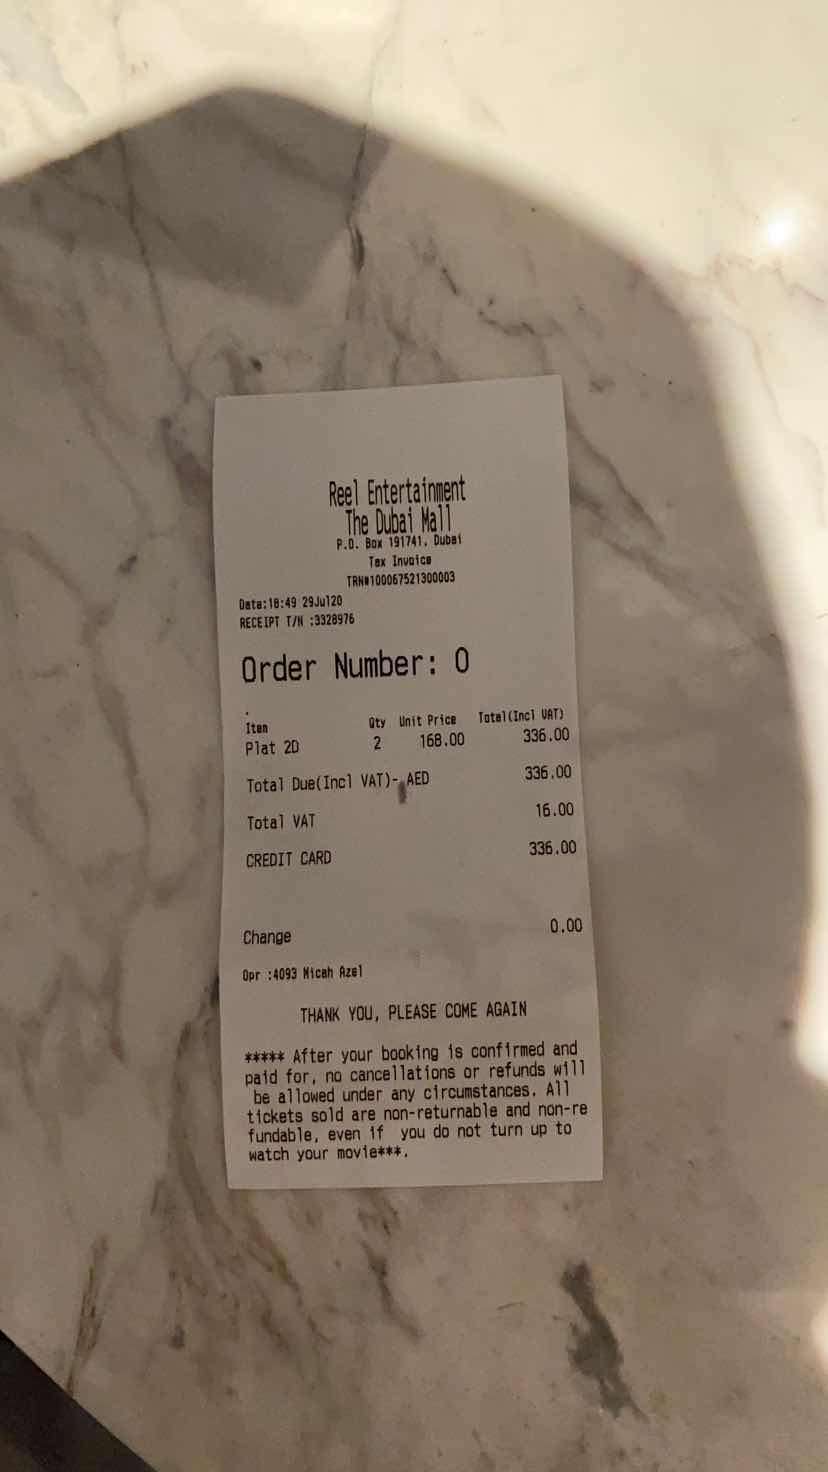 Reel Entertainment
The Dubai Mall
P.O. Box 191741, Dubai
Tax Invoice
TRN#100067521300003
Date:18:49 29Jul20
RECEIPT T/N :3328976
Order Number: 0
.
Item Qty Unit Price Total(Incl VAT)
Plat 2D 2 168.00 336.00
Total Due(Incl VAT)- AED 336.00
Total VAT 16.00
CREDIT CARD 336.00
Change 0.00
Opr :4093 Micah Azel
THANK YOU, PLEASE COME AGAIN
***** After your booking is confirmed and
paid for, no cancellations or refunds will
be allowed under any circumstances. All
tickets sold are non-returnable and non-re
fundable, even if you do not turn up to
watch your movie***.